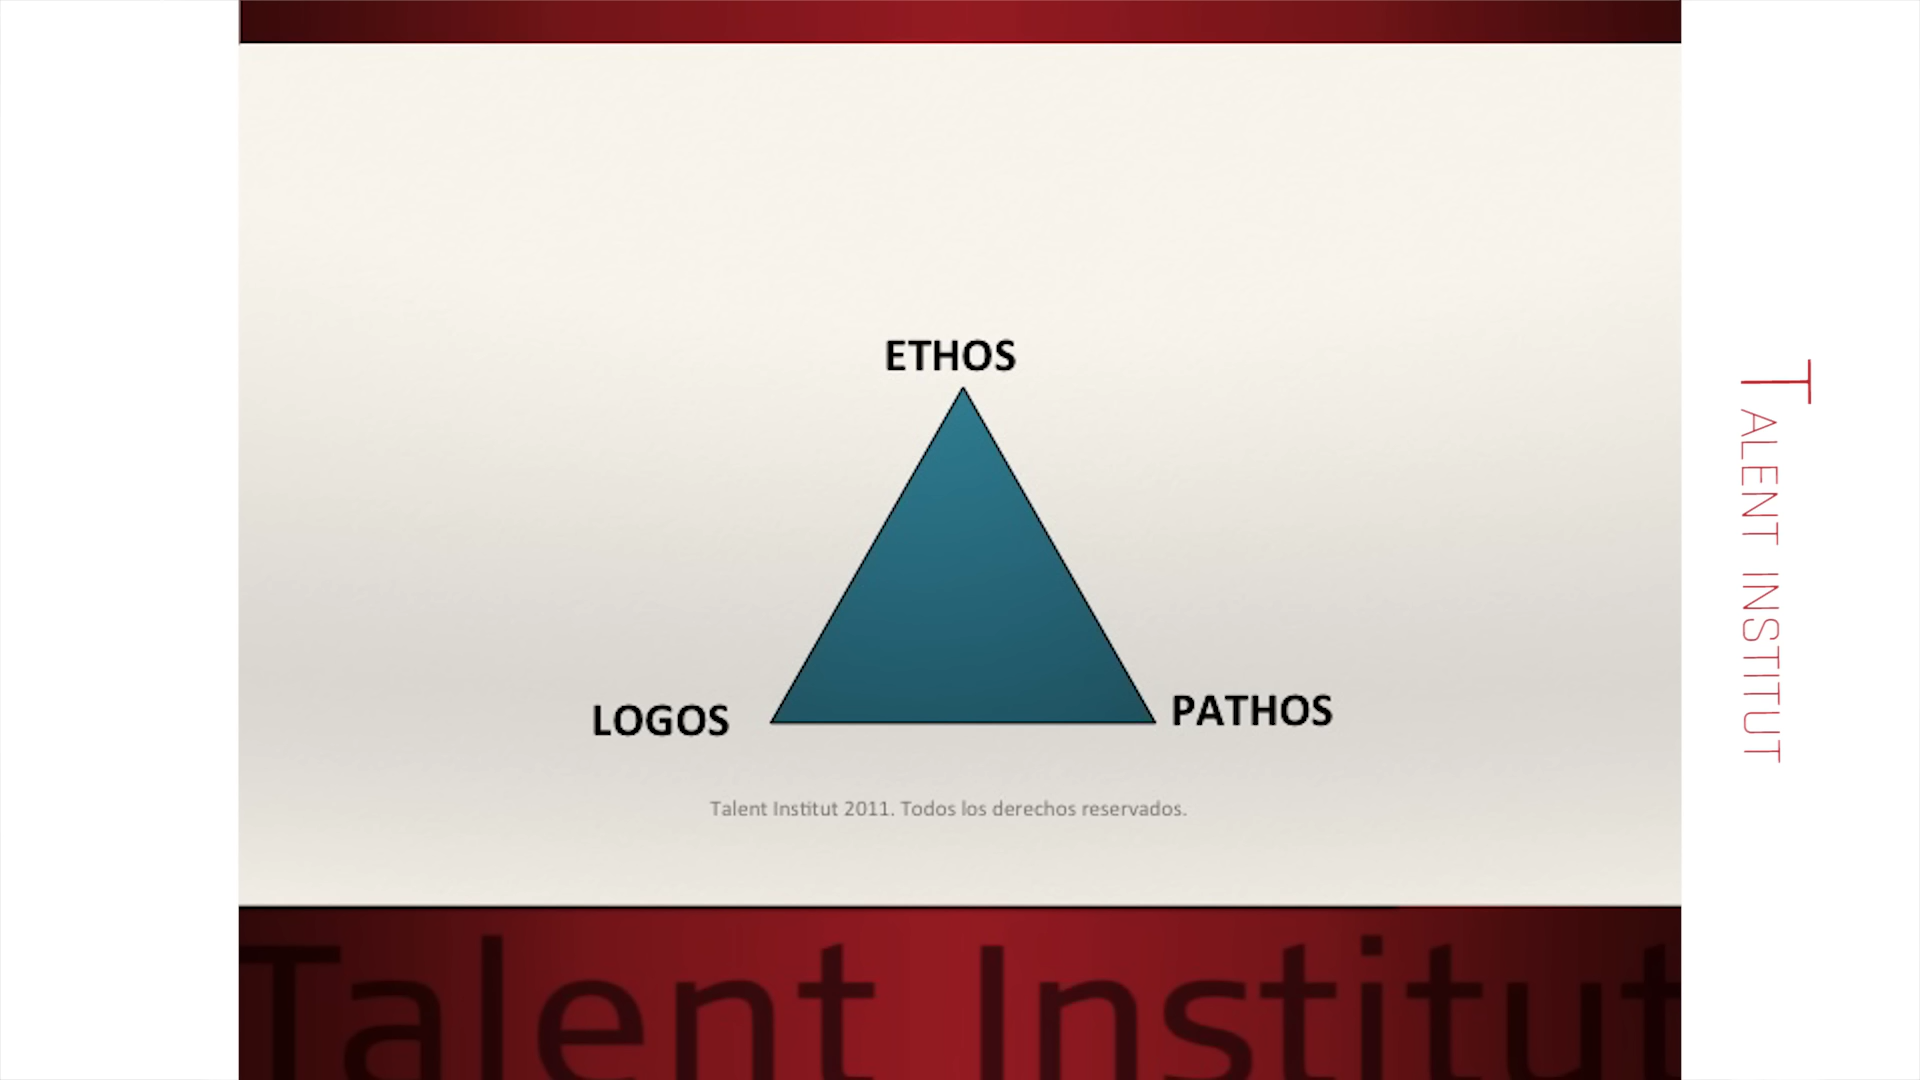 ETHOS
LOGOS
PATHOS
Talent Institut 2011. Todos los derechos reservados.
Talent Institut
TALENT INSTITUT